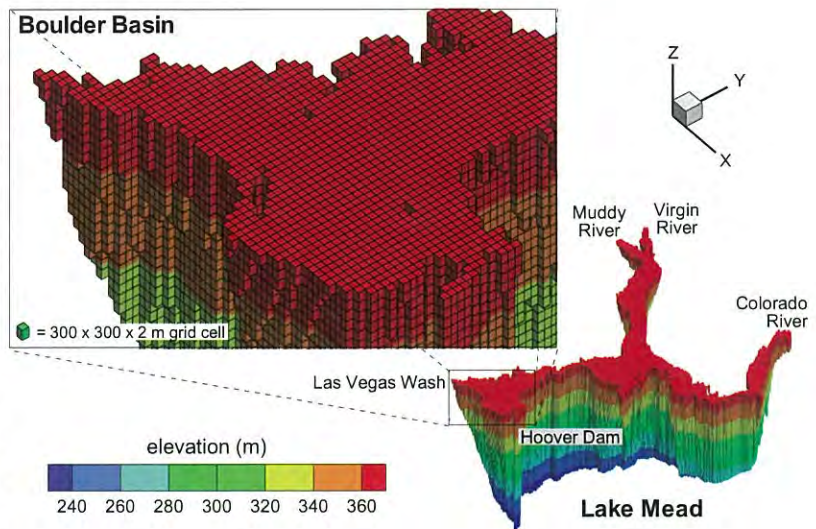 Boulder Basin
= 300 x 300 x 2 m grid cell
Z
Y
X
Muddy
River
Virgin
River
Colorado
River
Las Vegas Wash
Hoover Dam
Lake Mead
elevation (m)
240 260 280 300 320 340 360